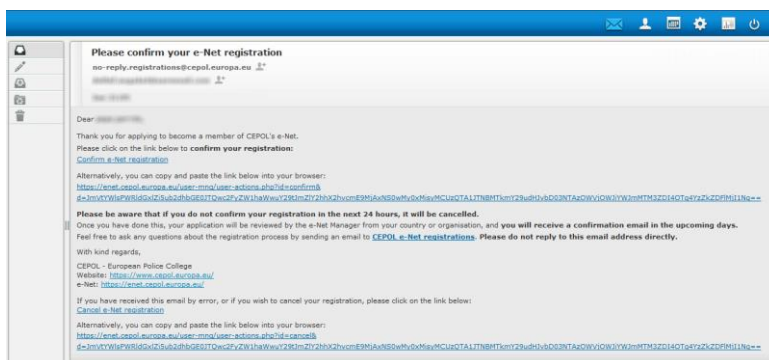 Please confirm your e-Net registration
no-reply.registrations@cepol.europa.eu
Dear
Thank you for applying to become a member of CEPOL's e-Net.
Please click on the link below to confirm your registration:
Confirm e-Net registration
Alternatively, you can copy and paste the link below into your browser:
https://enet.cepol.europa.eu/user-mng/user-actions.php?id=confirm&
Please be aware that if you do not confirm your registration in the next 24 hours, it will be cancelled.
Once you have done this, your application will be reviewed by the e-Net Manager from your country or organisation, and you will receive a confirmation email in the upcoming days.
Feel free to ask any questions about the registration process by sending an email to CEPOL e-Net registrations. Please do not reply to this email address directly.
With kind regards,
CEPOL - European Police College
Website: https://www.cepol.europa.eu/
e-Net: https://enet.cepol.europa.eu/
If you have received this email by error, or if you wish to cancel your registration, please click on the link below:
Cancel e-Net registration
Alternatively, you can copy and paste the link below into your browser:
https://enet.cepol.europa.eu/user-mng/user-actions.php?id=cancel&